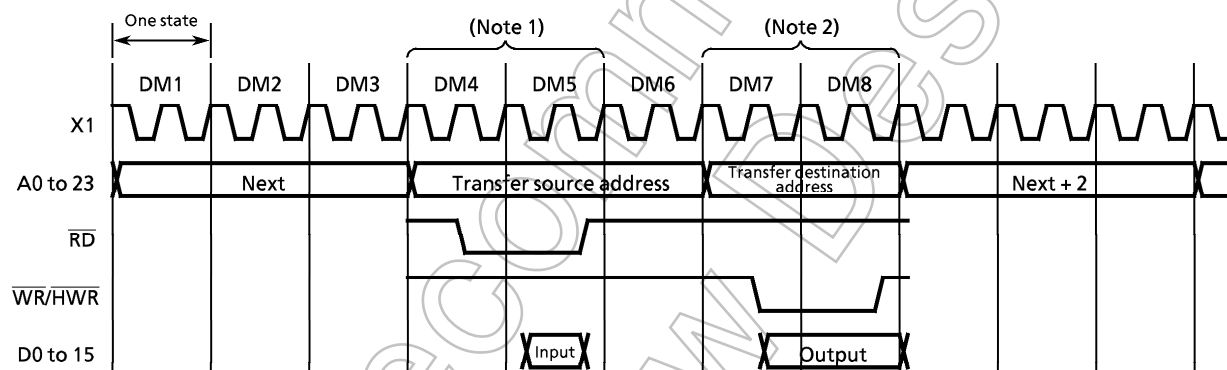 One state
(Note 1)
(Note 2)
DM1 DM2 DM3 DM4 DM5 DM6 DM7 DM8
X1
A0 to 23 Next Transfer source address Transfer destination address Next + 2
RD
WR/HWR
D0 to 15 Input Output